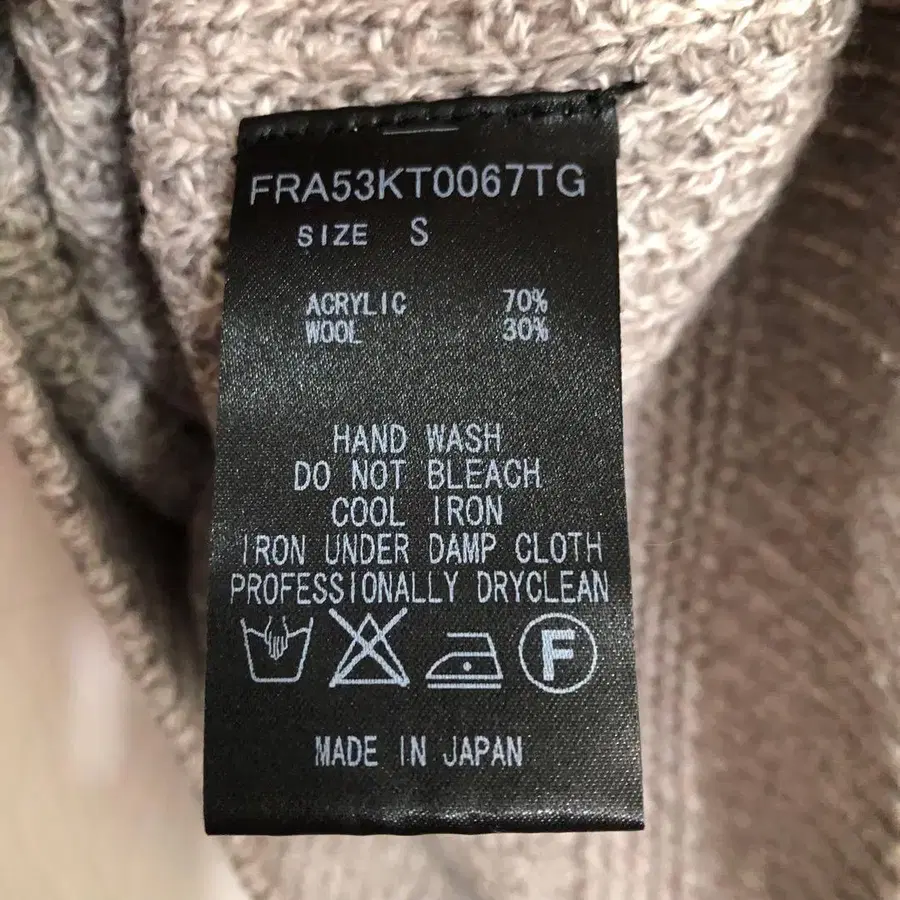 FRA53KT0067TG
SIZE S
ACRYLIC 70%
WOOL 30%
HAND WASH
DO NOT BLEACH
COOL IRON
IRON UNDER DAMP CLOTH
PROFESSIONALLY DRYCLEAN
F
MADE IN JAPAN